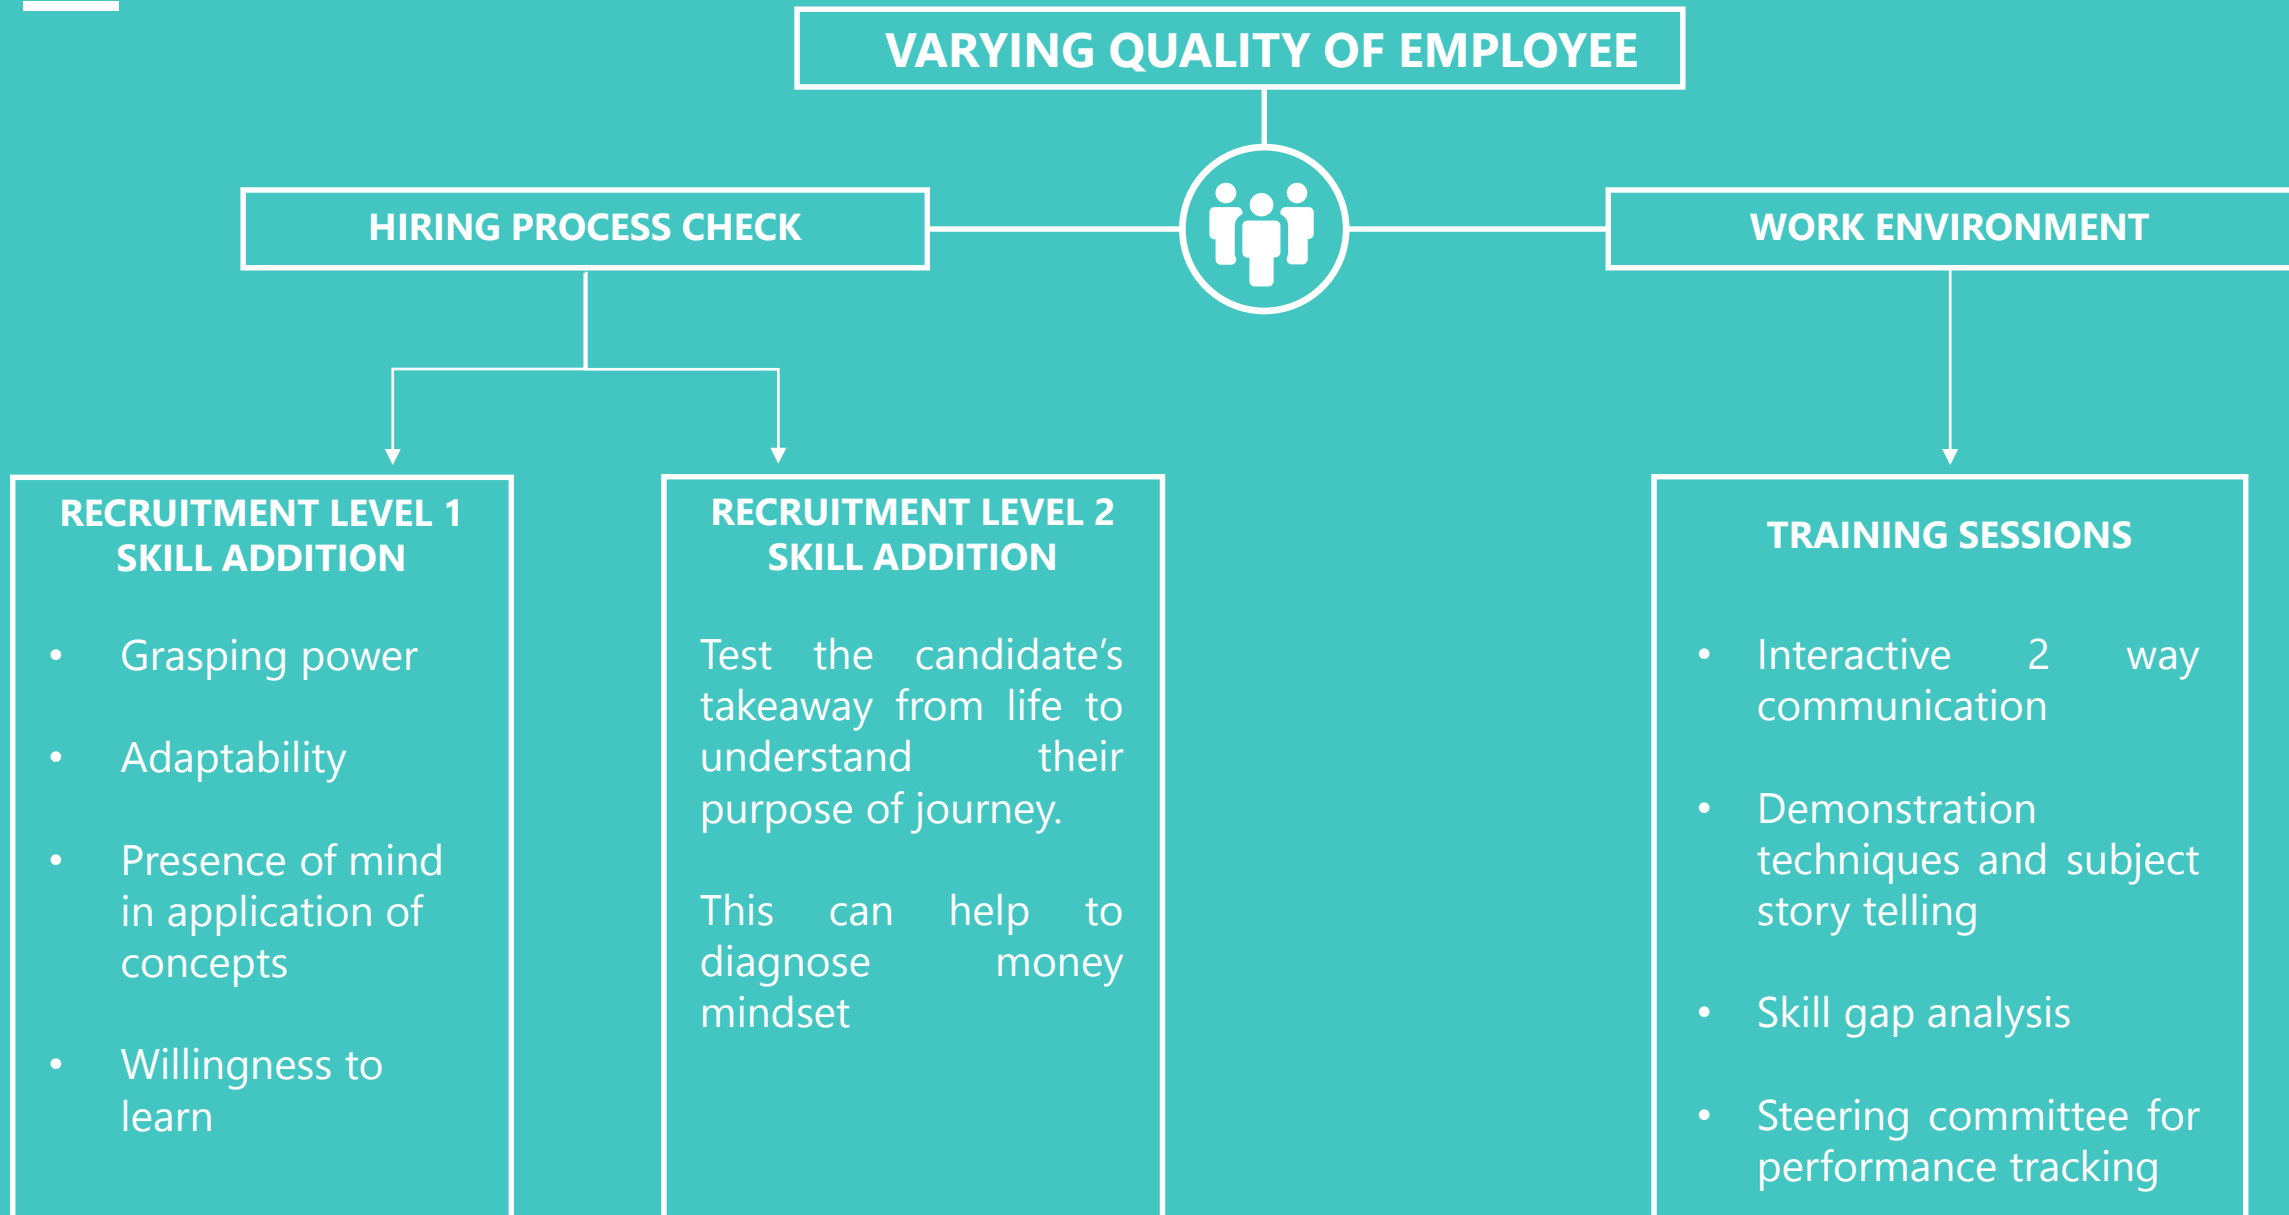 VARYING QUALITY OF EMPLOYEE
HIRING PROCESS CHECK
WORK ENVIRONMENT
RECRUITMENT LEVEL 1
SKILL ADDITION
• Grasping power
• Adaptability
• Presence of mind
in application of
concepts
• Willingness to
learn
RECRUITMENT LEVEL 2
SKILL ADDITION
Test the candidate’s
takeaway from life to
understand their
purpose of journey.
This can help to
diagnose money
mindset
TRAINING SESSIONS
• Interactive 2 way
communication
• Demonstration
techniques and subject
story telling
• Skill gap analysis
• Steering committee for
performance tracking